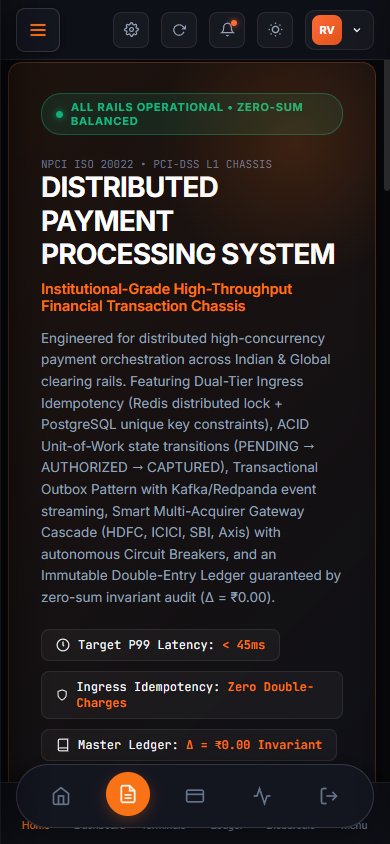 RV
ALL RAILS OPERATIONAL • ZERO-SUM
BALANCED
NPCI ISO 20022 • PCI-DSS L1 CHASSIS
DISTRIBUTED
PAYMENT
PROCESSING SYSTEM
Institutional-Grade High-Throughput
Financial Transaction Chassis
Engineered for distributed high-concurrency
payment orchestration across Indian & Global
clearing rails. Featuring Dual-Tier Ingress
Idempotency (Redis distributed lock +
PostgreSQL unique key constraints), ACID
Unit-of-Work state transitions (PENDING →
AUTHORIZED → CAPTURED), Transactional
Outbox Pattern with Kafka/Redpanda event
streaming, Smart Multi-Acquirer Gateway
Cascade (HDFC, ICICI, SBI, Axis) with
autonomous Circuit Breakers, and an
Immutable Double-Entry Ledger guaranteed by
zero-sum invariant audit (Δ = ₹0.00).
Target P99 Latency: < 45ms
Ingress Idempotency: Zero Double-
Charges
Master Ledger: Δ = ₹0.00 Invariant